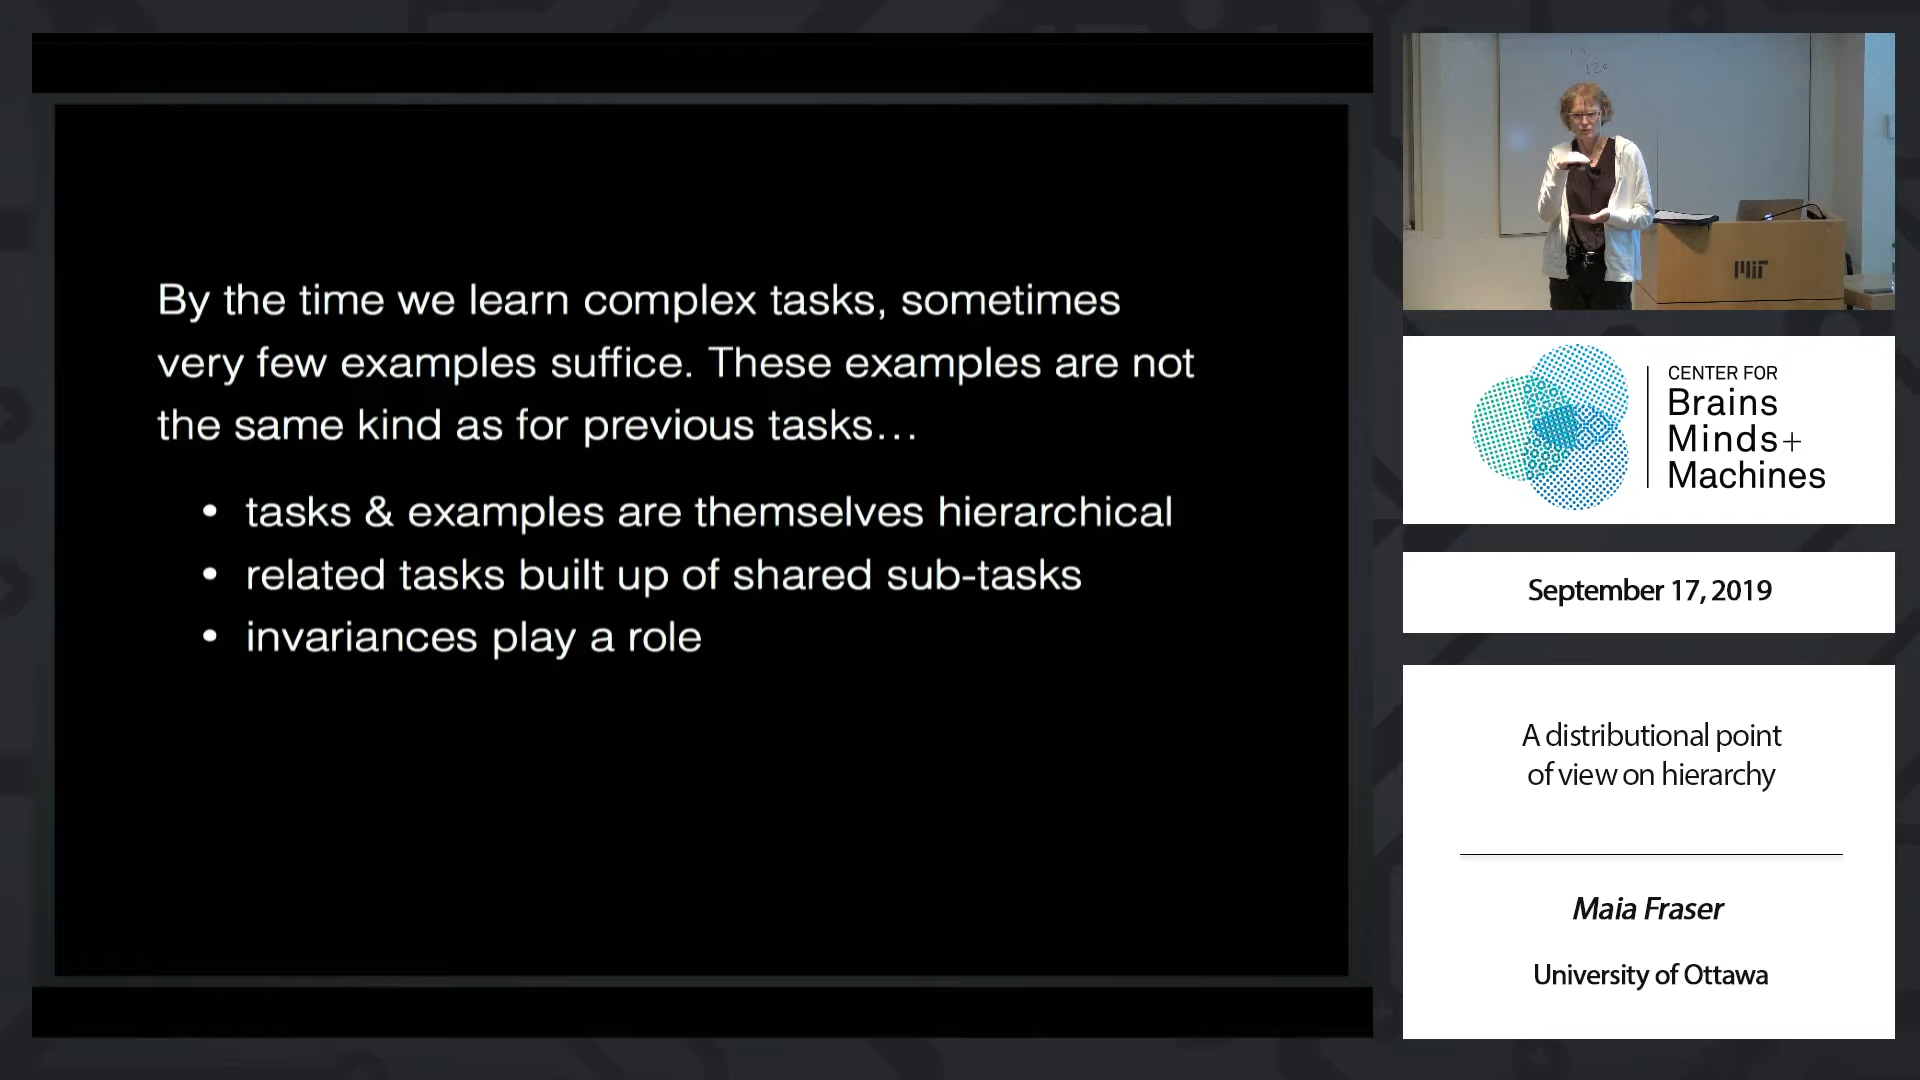 By the time we learn complex tasks, sometimes
very few examples suffice. These examples are not
the same kind as for previous tasks…
• tasks & examples are themselves hierarchical
• related tasks built up of shared sub-tasks
• invariances play a role
MIT
CENTER FOR
Brains
Minds+
Machines
September 17, 2019
A distributional point
of view on hierarchy
Maia Fraser
University of Ottawa